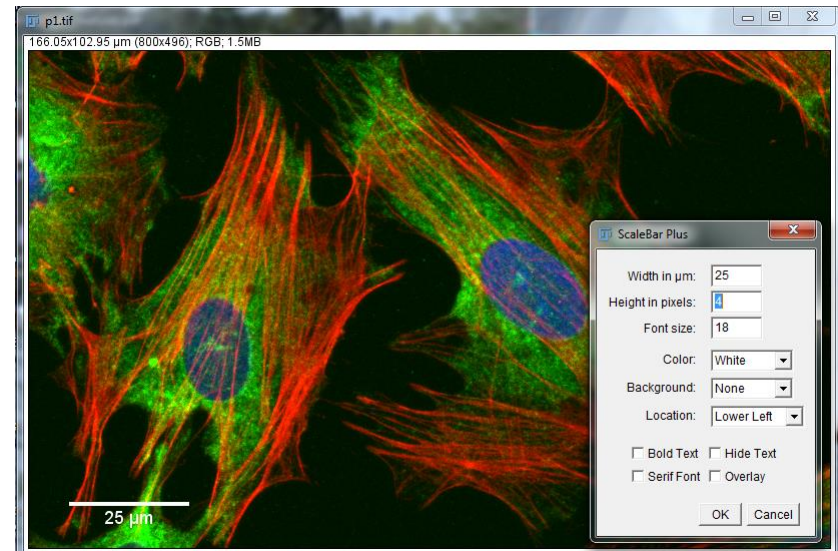 p1.tif
166.05x102.95 µm (800x496); RGB; 1.5MB
ScaleBar Plus
Width in µm: 25
Height in pixels: 4
Font size: 18
Color: White
Background: None
Location: Lower Left
Bold Text Hide Text
Serif Font Overlay
OK Cancel
25 µm